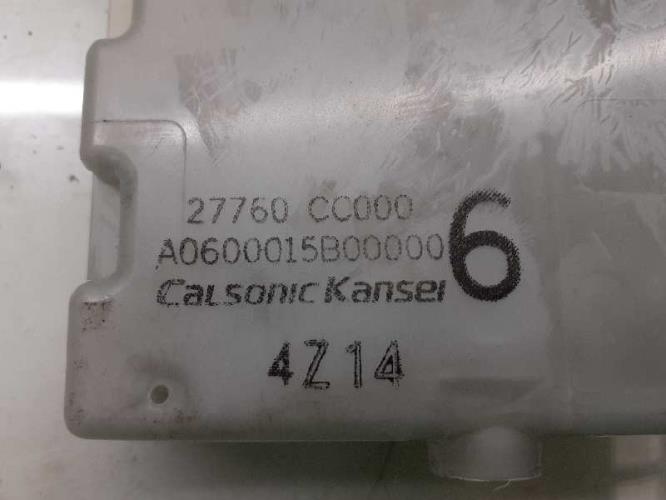 27760 CC000
A0600015B00000
6
Calsonic Kansei
4Z14